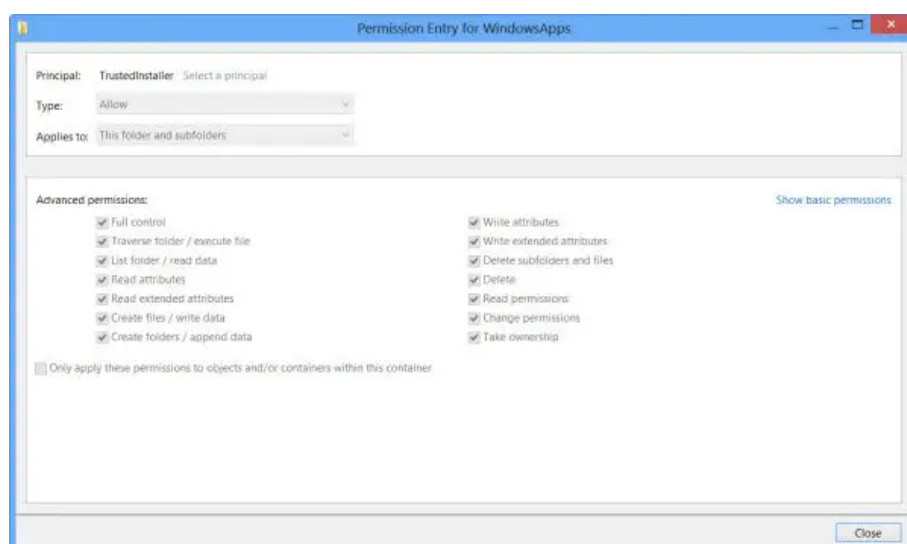 Permission Entry for WindowsApps
Principal: TrustedInstaller Select a principal
Type: Allow
Applies to: This folder and subfolders
Advanced permissions: Show basic permissions
Full control Write attributes
Traverse folder / execute file Write extended attributes
List folder / read data Delete subfolders and files
Read attributes Delete
Read extended attributes Read permissions
Create files / write data Change permissions
Create folders / append data Take ownership
Only apply these permissions to objects and/or containers within this container
Close